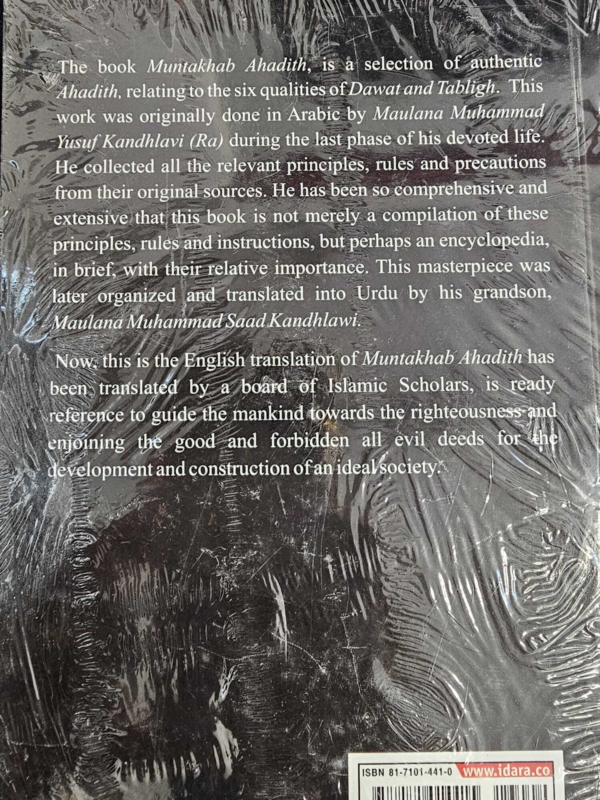 The book Muntakhab Ahadith, is a selection of authentic
Ahadith, relating to the six qualities of Dawat and Tabligh. This
work was originally done in Arabic by Maulana Muhammad
Yusuf Kandhlavi (Ra) during the last phase of his devoted life.
He collected all the relevant principles, rules and precautions
from their original sources. He has been so comprehensive and
extensive that this book is not merely a compilation of these
principles, rules and instructions, but perhaps an encyclopedia,
in brief, with their relative importance. This masterpiece was
later organized and translated into Urdu by his grandson,
Maulana Muhammad Saad Kandhlawi.
Now, this is the English translation of Muntakhab Ahadith has
been translated by a board of Islamic Scholars, is ready
reference to guide the mankind towards the righteousness and
enjoining the good and forbidden all evil deeds for the
development and construction of an ideal society.
ISBN 81-7101-441-0 www.idara.co